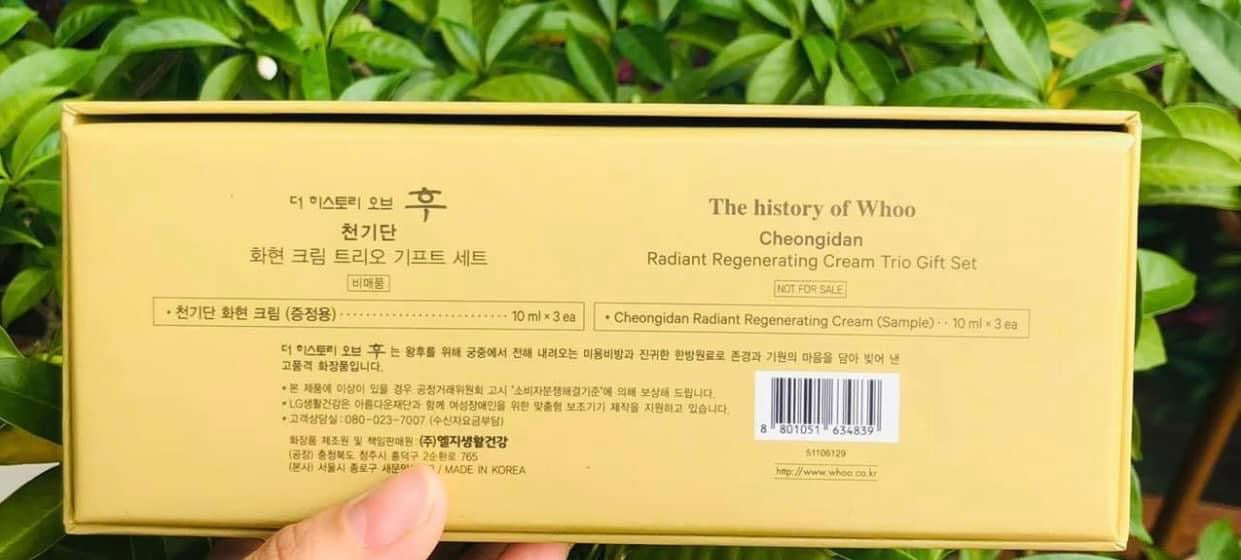 더 히스토리 오브 후
천기단
화현 크림 트리오 기프트 세트
비매품
• 천기단 화현 크림 (증정용) ························ 10 ml × 3 ea
The history of Whoo
Cheongidan
Radiant Regenerating Cream Trio Gift Set
NOT FOR SALE
• Cheongidan Radiant Regenerating Cream (Sample) ·· 10 ml × 3 ea
더 히스토리 오브 후 는 왕후를 위해 궁중에서 전해 내려오는 미용비방과 진귀한 한방원료로 존경과 기원의 마음을 담아 빚어 낸
고품격 화장품입니다.
• 본 제품에 이상이 있을 경우 공정거래위원회 고시 "소비자분쟁해결기준"에 의해 보상해 드립니다.
• LG생활건강은 아름다운재단과 함께 여성장애인을 위한 맞춤형 보조기기 제작을 지원하고 있습니다.
• 고객상담실 : 080-023-7007 (수신자요금부담)
화장품 제조원 및 책임판매원 : (주)엘지생활건강
(공장) 충청북도 청주시 흥덕구 2순환로 765
(본사) 서울시 종로구 / MADE IN KOREA
8 801051 634839
51106129
http://www.whoo.co.kr